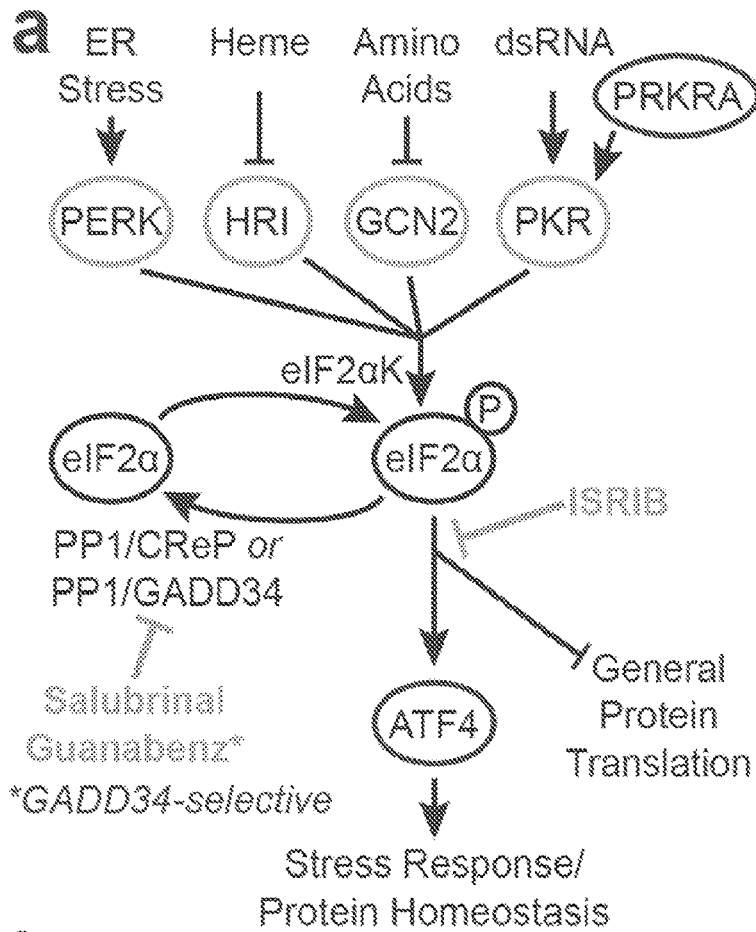 a
ER Stress
Heme
Amino Acids
dsRNA
PRKRA
PERK
HRI
GCN2
PKR
eIF2αK
P
eIF2α
eIF2α
ISRIB
PP1/CReP or
PP1/GADD34
Salubrinal
Guanabenz*
*GADD34-selective
ATF4
General
Protein
Translation
Stress Response/
Protein Homeostasis